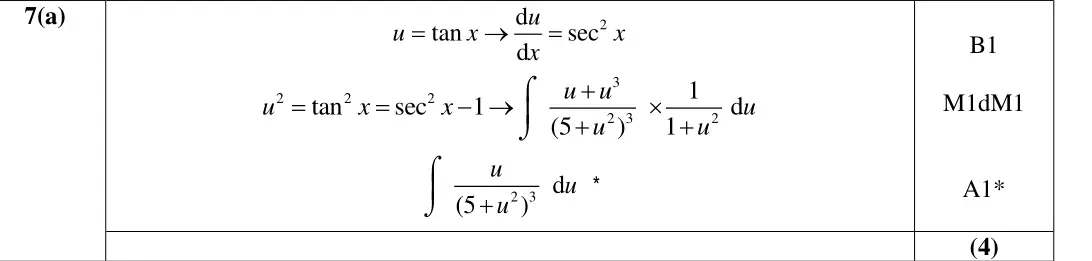 7(a)
u = tan x → du/dx = sec² x
B1
u² = tan² x = sec² x − 1 → ∫ (u + u³)/(5 + u²)³ × 1/(1 + u²) du
M1dM1
∫ u/(5 + u²)³ du *
A1*
(4)